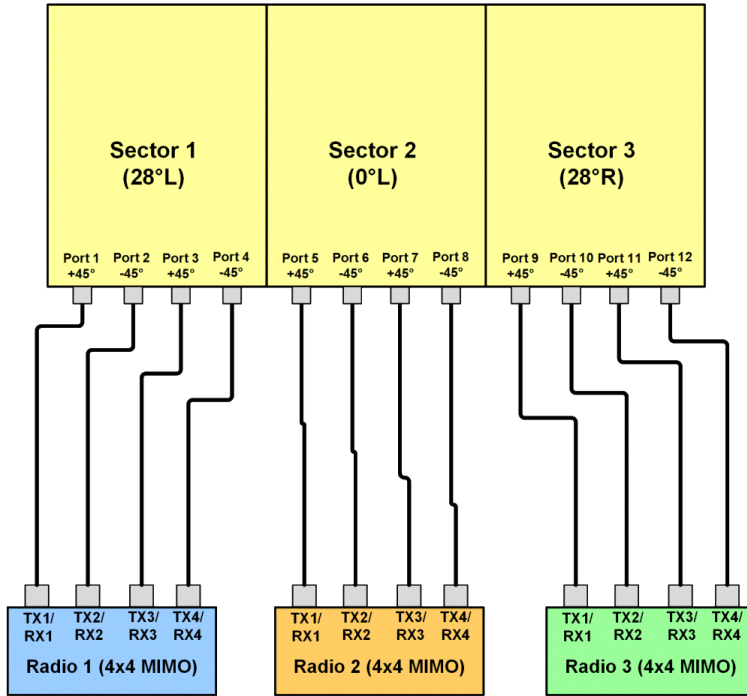 Sector 1
(28°L)
Sector 2
(0°L)
Sector 3
(28°R)
Port 1
+45°
Port 2
-45°
Port 3
+45°
Port 4
-45°
Port 5
+45°
Port 6
-45°
Port 7
+45°
Port 8
-45°
Port 9
+45°
Port 10
-45°
Port 11
+45°
Port 12
-45°
TX1/
RX1
TX2/
RX2
TX3/
RX3
TX4/
RX4
Radio 1 (4x4 MIMO)
TX1/
RX1
TX2/
RX2
TX3/
RX3
TX4/
RX4
Radio 2 (4x4 MIMO)
TX1/
RX1
TX2/
RX2
TX3/
RX3
TX4/
RX4
Radio 3 (4x4 MIMO)